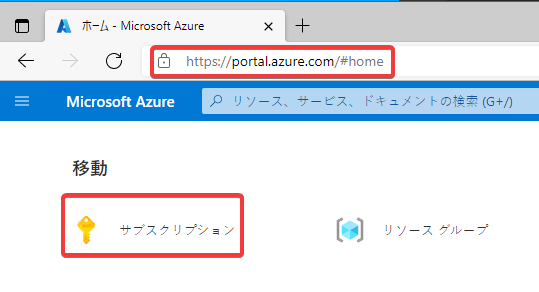 ホーム - Microsoft Azure
https://portal.azure.com/#home
Microsoft Azure
リソース、サービス、ドキュメントの検索 (G+/)
移動
サブスクリプション
リソース グループ